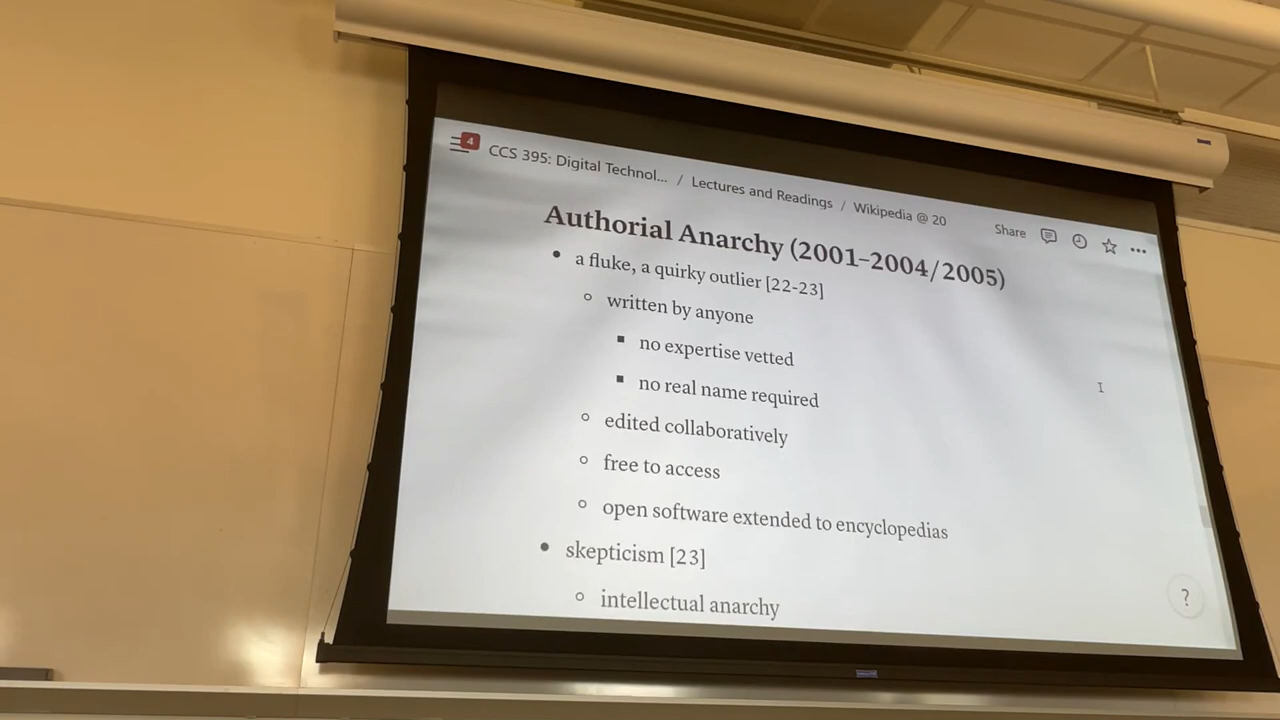 4
CCS 395: Digital Technol... / Lectures and Readings / Wikipedia @ 20
Share
Authorial Anarchy (2001–2004/2005)
a fluke, a quirky outlier [22-23]
written by anyone
no expertise vetted
no real name required
edited collaboratively
free to access
open software extended to encyclopedias
skepticism [23]
intellectual anarchy
?